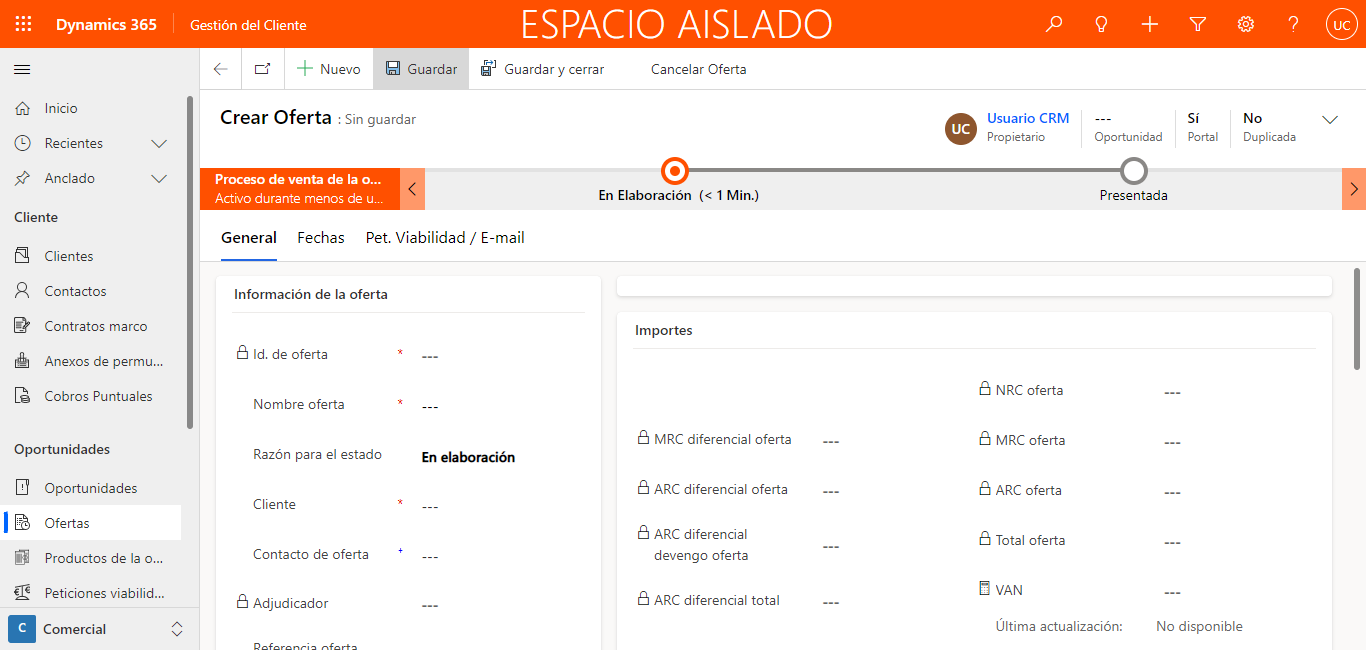 Dynamics 365
Gestión del Cliente
ESPACIO AISLADO
UC
Nuevo
Guardar
Guardar y cerrar
Cancelar Oferta
Inicio
Recientes
Anclado
Cliente
Clientes
Contactos
Contratos marco
Anexos de permu...
Cobros Puntuales
Oportunidades
Oportunidades
Ofertas
Productos de la o...
Peticiones viabilid...
C Comercial
Crear Oferta : Sin guardar
UC
Usuario CRM
Propietario
---
Oportunidad
Sí
Portal
No
Duplicada
Proceso de venta de la o...
Activo durante menos de u...
En Elaboración (< 1 Min.)
Presentada
General
Fechas
Pet. Viabilidad / E-mail
Información de la oferta
Id. de oferta * ---
Nombre oferta * ---
Razón para el estado En elaboración
Cliente * ---
Contacto de oferta + ---
Adjudicador ---
Referencia oferta
Importes
MRC diferencial oferta ---
ARC diferencial oferta ---
ARC diferencial
devengo oferta ---
ARC diferencial total ---
NRC oferta ---
MRC oferta ---
ARC oferta ---
Total oferta ---
VAN ---
Última actualización: No disponible